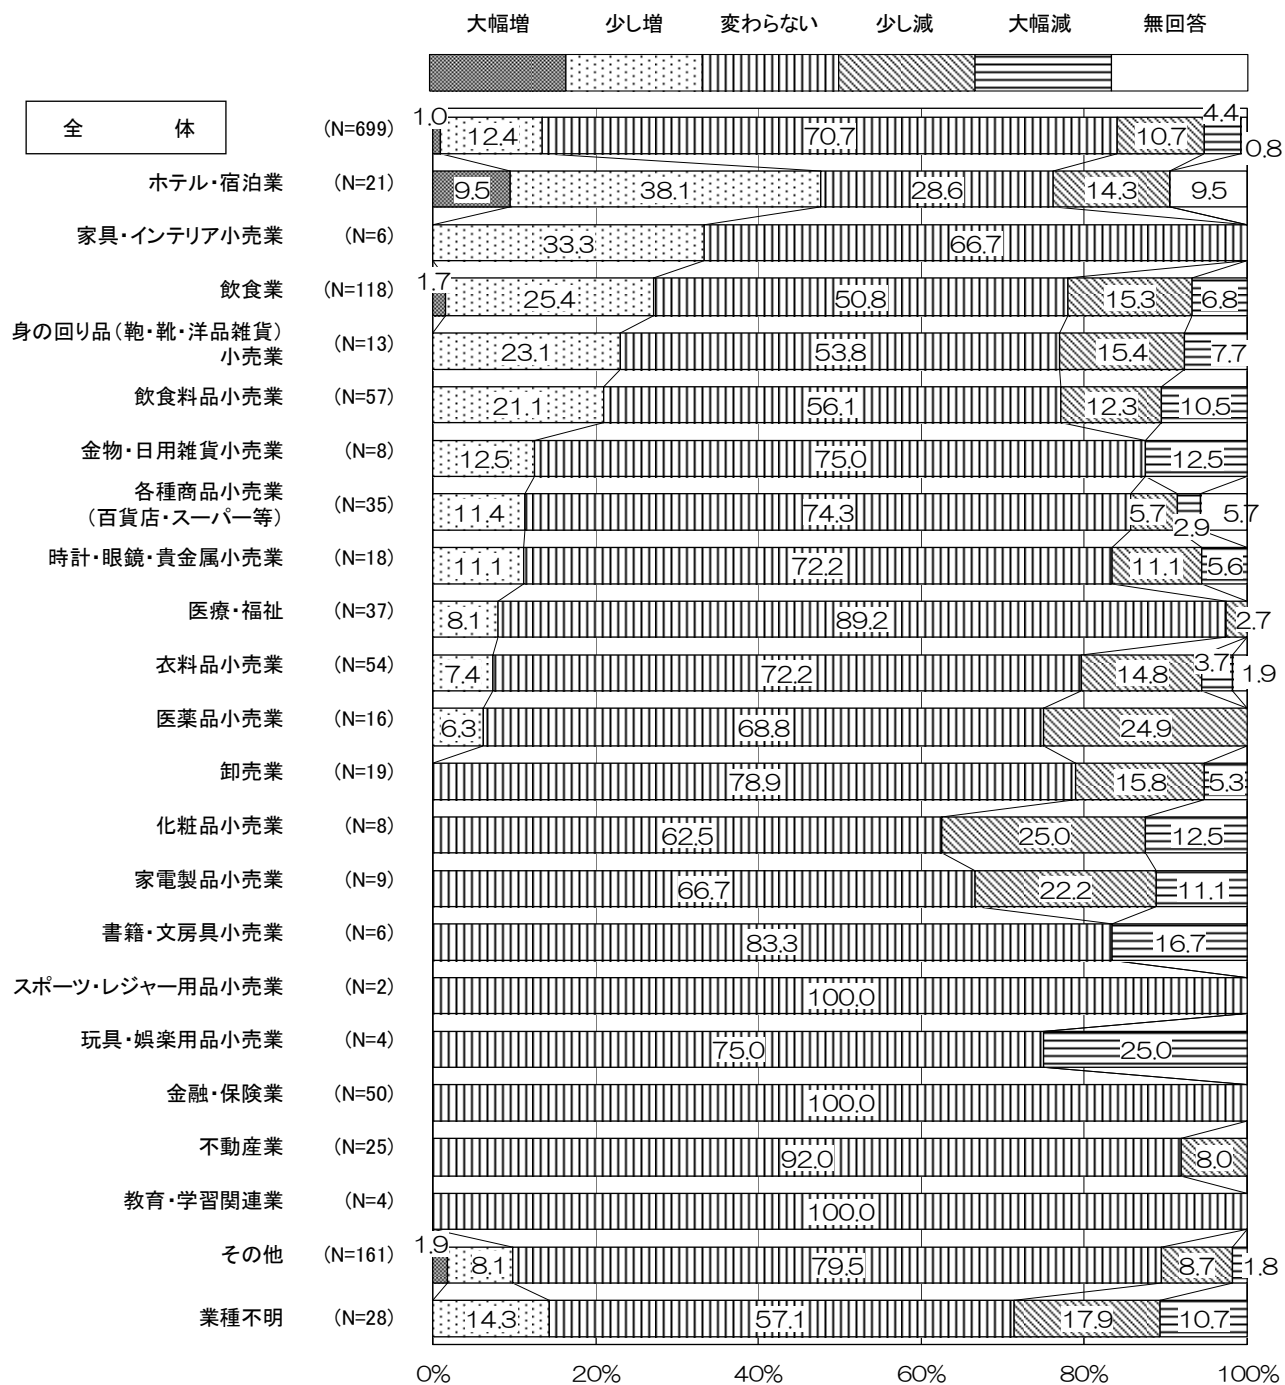 大幅増 少し増 変わらない 少し減 大幅減 無回答
全 体 (N=699) 1.0 12.4 70.7 10.7 4.4 0.8
ホテル・宿泊業 (N=21) 9.5 38.1 28.6 14.3 9.5
家具・インテリア小売業 (N=6) 33.3 66.7
飲食業 (N=118) 1.7 25.4 50.8 15.3 6.8
身の回り品(鞄・靴・洋品雑貨)
小売業 (N=13) 23.1 53.8 15.4 7.7
飲食料品小売業 (N=57) 21.1 56.1 12.3 10.5
金物・日用雑貨小売業 (N=8) 12.5 75.0 12.5
各種商品小売業
(百貨店・スーパー等) (N=35) 11.4 74.3 5.7 2.9 5.7
時計・眼鏡・貴金属小売業 (N=18) 11.1 72.2 11.1 5.6
医療・福祉 (N=37) 8.1 89.2 2.7
衣料品小売業 (N=54) 7.4 72.2 14.8 3.7 1.9
医薬品小売業 (N=16) 6.3 68.8 24.9
卸売業 (N=19) 78.9 15.8 5.3
化粧品小売業 (N=8) 62.5 25.0 12.5
家電製品小売業 (N=9) 66.7 22.2 11.1
書籍・文房具小売業 (N=6) 83.3 16.7
スポーツ・レジャー用品小売業 (N=2) 100.0
玩具・娯楽用品小売業 (N=4) 75.0 25.0
金融・保険業 (N=50) 100.0
不動産業 (N=25) 92.0 8.0
教育・学習関連業 (N=4) 100.0
その他 (N=161) 1.9 8.1 79.5 8.7 1.8
業種不明 (N=28) 14.3 57.1 17.9 10.7
0% 20% 40% 60% 80% 100%